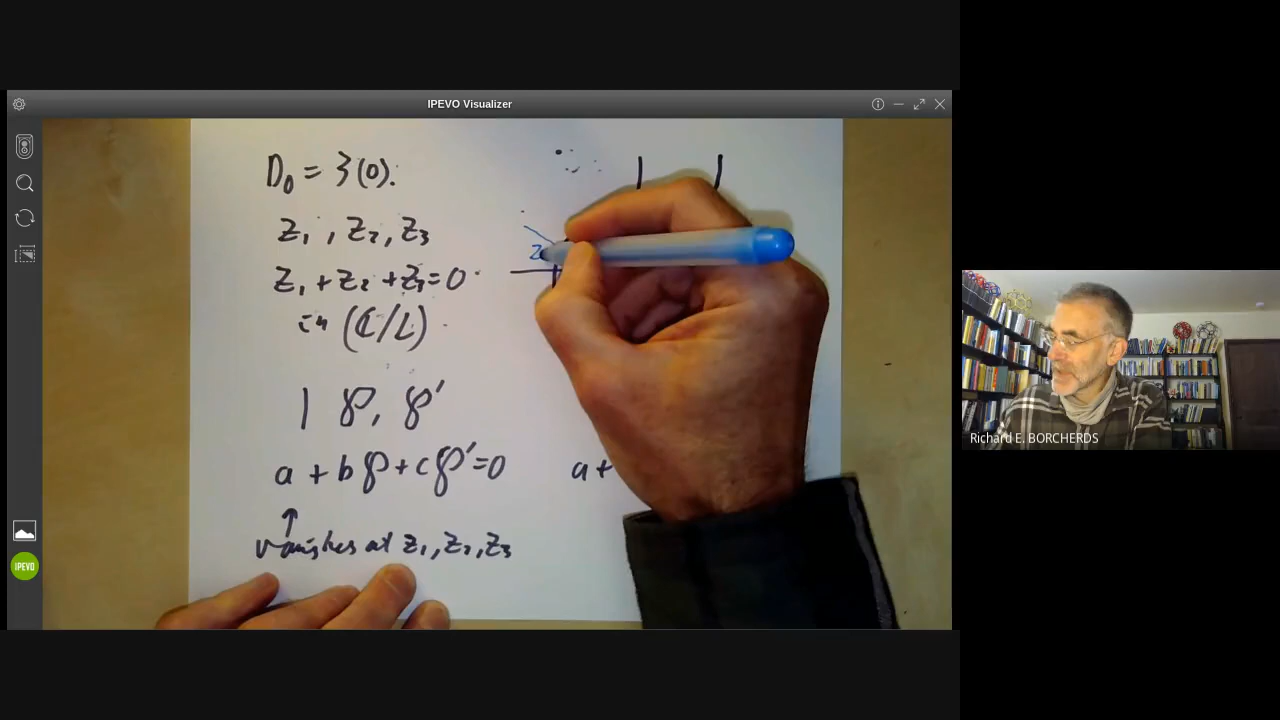 IPEVO Visualizer
D₀ = 3(0).
z₁, z₂, z₃
z₁ + z₂ + z₃ = 0
in (ℂ/L)
1 ℘, ℘′
a + b℘ + c℘′ = 0 a +
↑
vanishes at z₁, z₂, z₃
z
IPEVO
Richard E. BORCHERDS